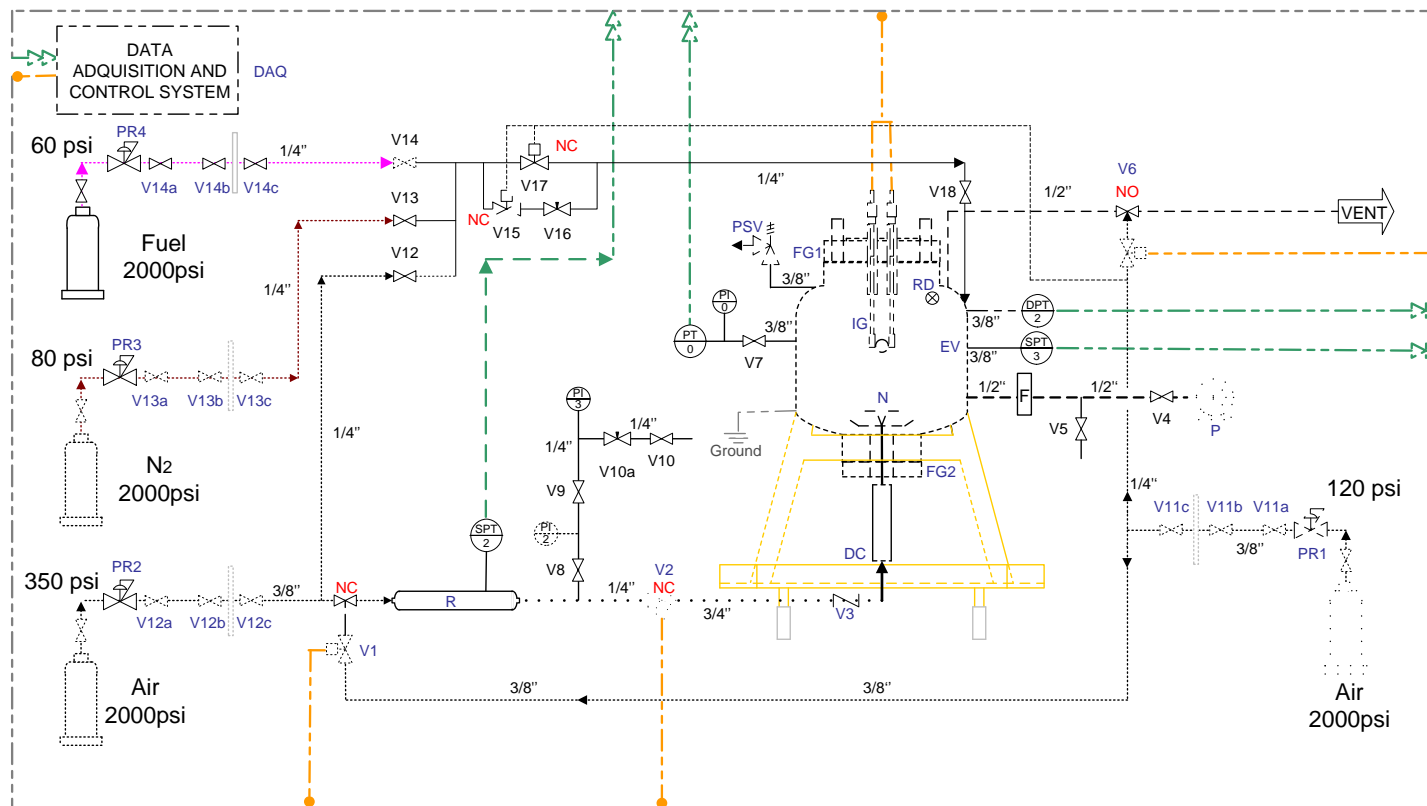 DATA
ADQUISITION AND
CONTROL SYSTEM
DAQ
60 psi
PR4
V14a
V14b
V14c
1/4"
V14
NC
V17
V13
NC
V15
V16
V12
1/4"
V18
Fuel
2000psi
1/4"
PSV
3/8"
FG1
RD
IG
EV
1/2"
V6
NO
VENT
PI
0
3/8"
PT
0
V7
DPT
2
3/8"
SPT
3
3/8"
1/2"
F
1/2"
V4
V5
P
80 psi
PR3
V13a
V13b
V13c
N2
2000psi
1/4"
PI
3
1/4"
1/4"
V10a
V10
V9
Ground
N
FG2
SPT
2
PI
2
V8
DC
1/4"
V11c
V11b
V11a
3/8"
120 psi
PR1
350 psi
PR2
V12a
V12b
V12c
3/8"
NC
R
1/4"
V2
NC
3/4"
V3
V1
3/8"
3/8"
Air
2000psi
Air
2000psi